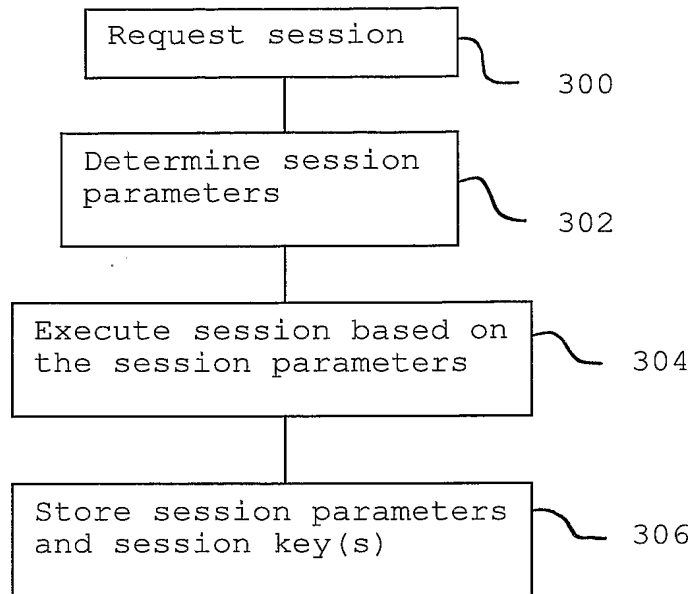 Request session
300
Determine session
parameters
302
Execute session based on
the session parameters
304
Store session parameters
and session key(s)
306